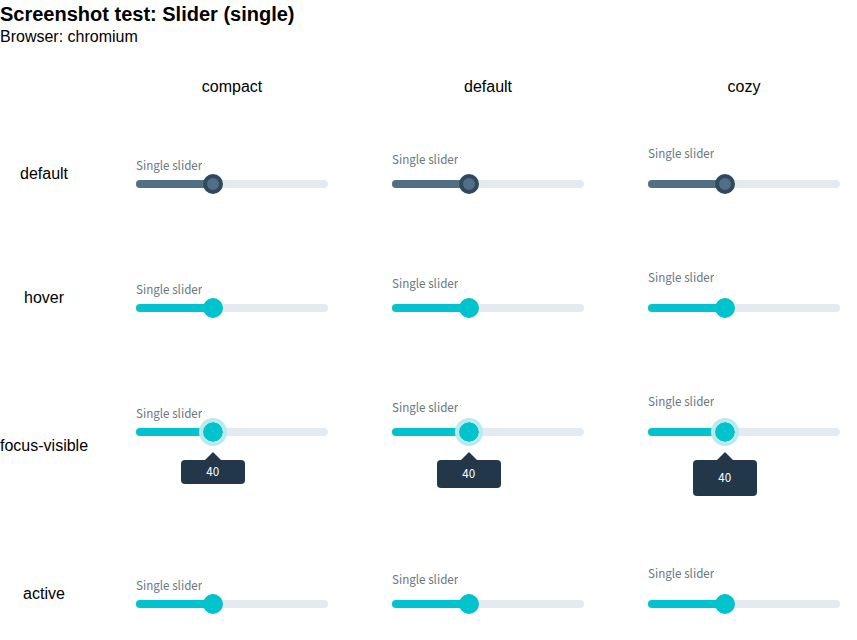 Screenshot test: Slider (single)
Browser: chromium
compact default cozy
default Single slider Single slider Single slider
hover Single slider Single slider Single slider
focus-visible Single slider Single slider Single slider
40 40 40
active Single slider Single slider Single slider